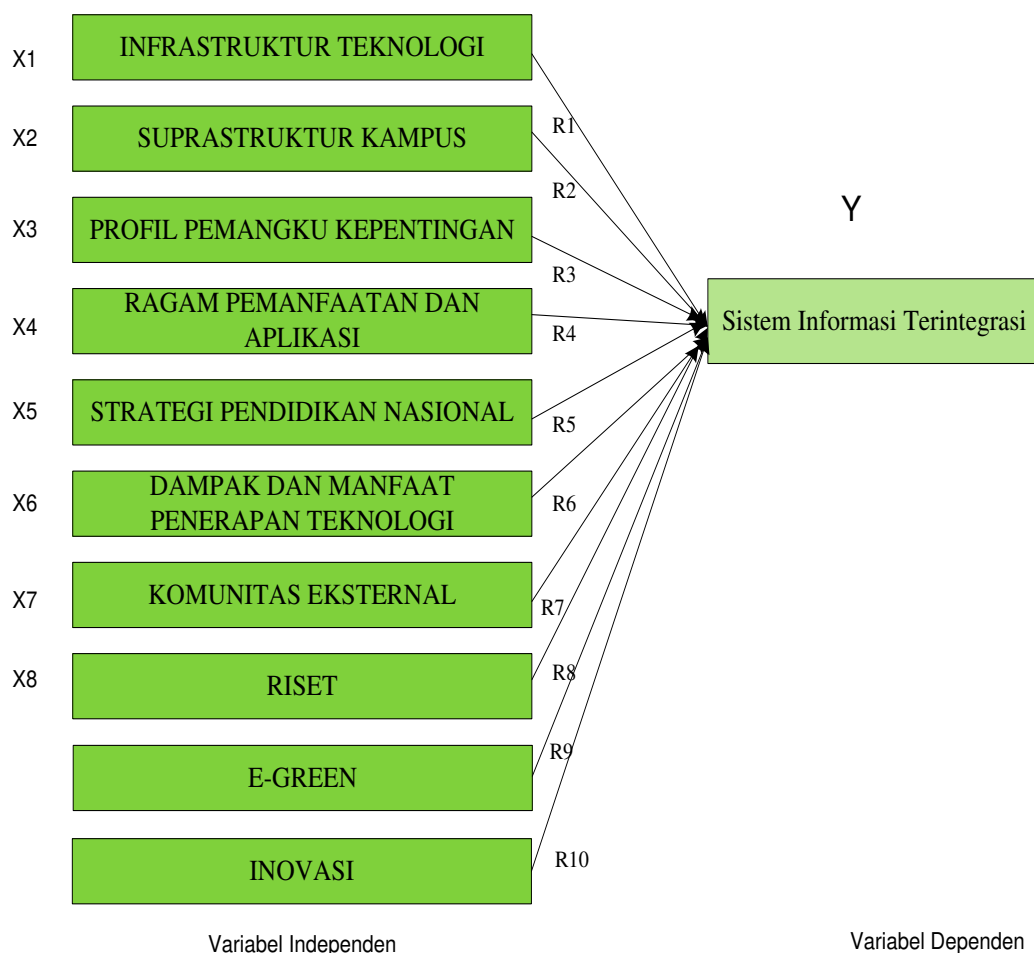 X1
INFRASTRUKTUR TEKNOLOGI
R1
X2
SUPRASTRUKTUR KAMPUS
R2
Y
X3
PROFIL PEMANGKU KEPENTINGAN
R3
X4
RAGAM PEMANFAATAN DAN
APLIKASI
R4
Sistem Informasi Terintegrasi
X5
STRATEGI PENDIDIKAN NASIONAL
R5
X6
DAMPAK DAN MANFAAT
PENERAPAN TEKNOLOGI
R6
X7
KOMUNITAS EKSTERNAL
R7
X8
RISET
R8
E-GREEN
R9
INOVASI
R10
Variabel Independen
Variabel Dependen